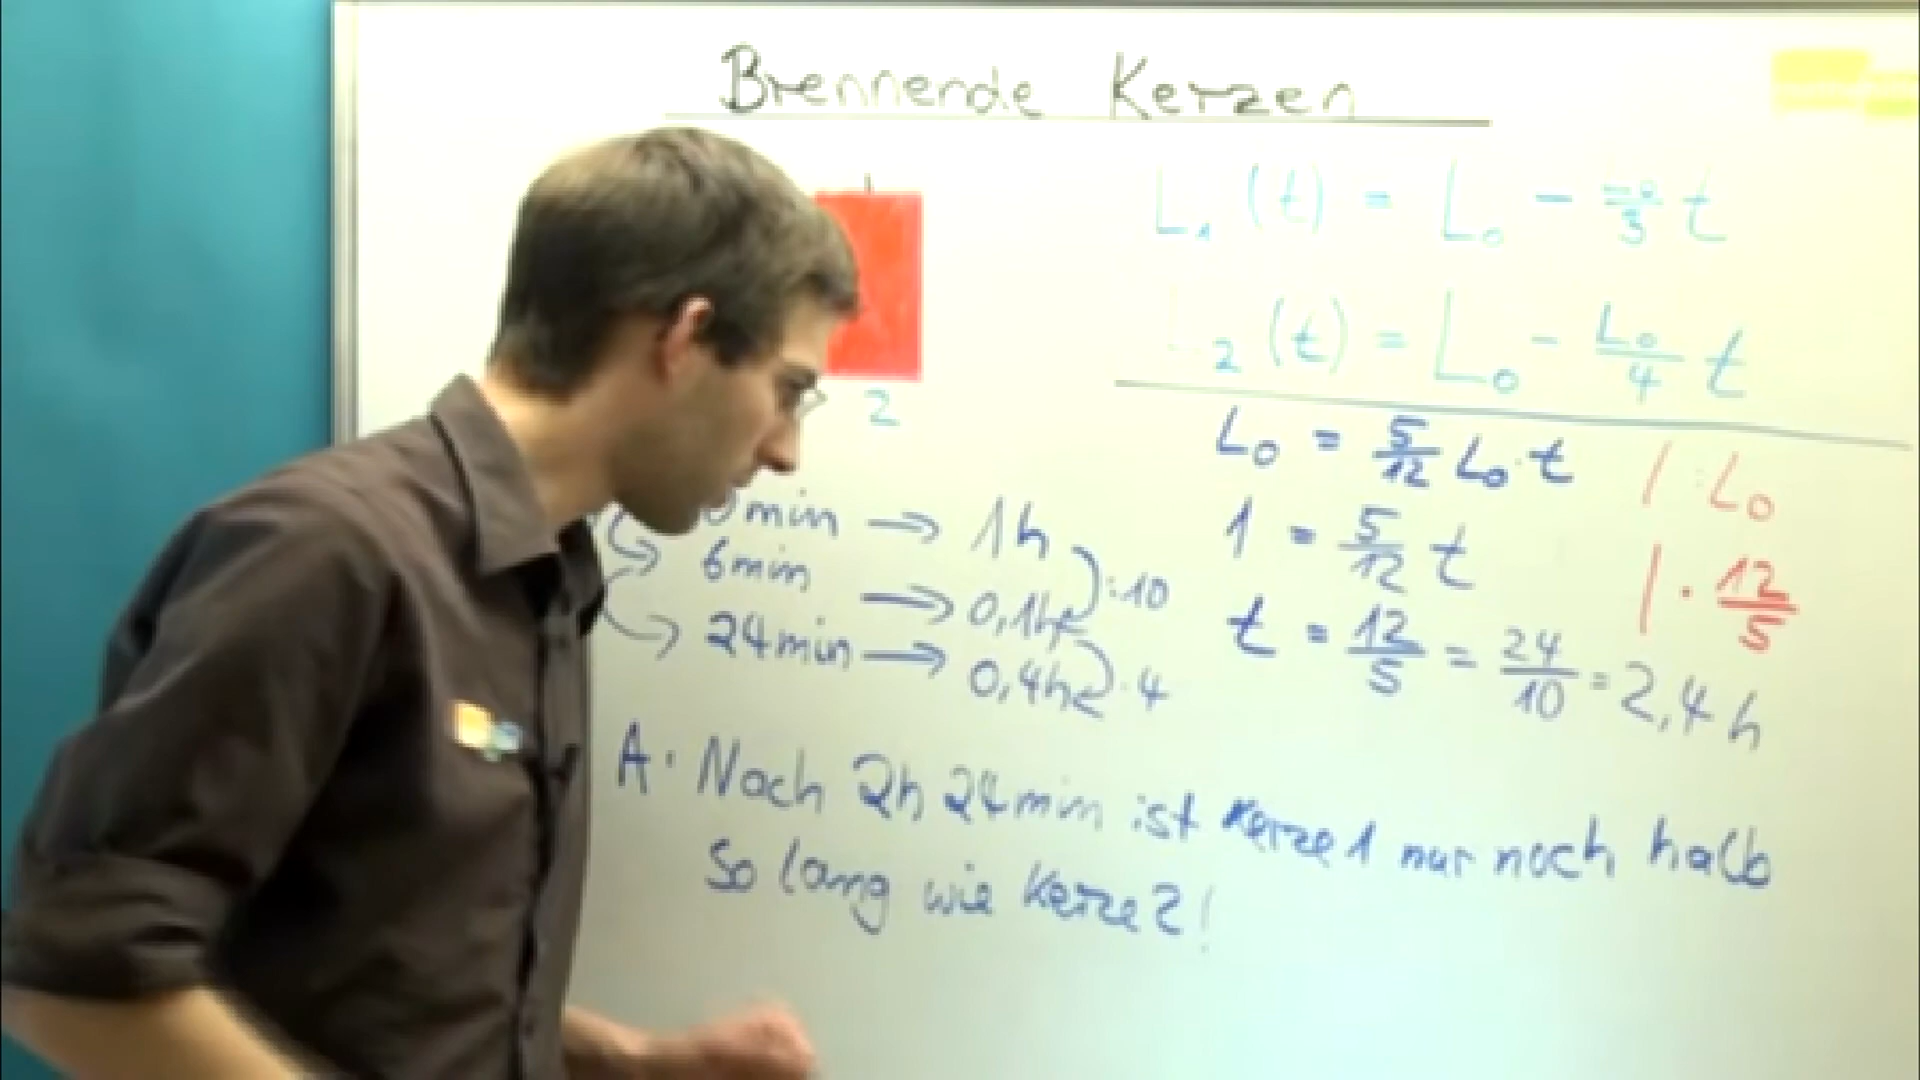 Brennende Kerzen
L₁(t) = L₀ - L₀/3 t
L₂(t) = L₀ - L₀/4 t
2
L₀ = 5/12 L₀·t | :L₀
1 = 5/12 t | · 12/5
t = 12/5 = 24/10 = 2,4 h
0min → 1h
6min → 0,1h :10
24min → 0,4h ·4
A: Nach 2h 24min ist Kerze 1 nur noch halb
so lang wie Kerze 2!